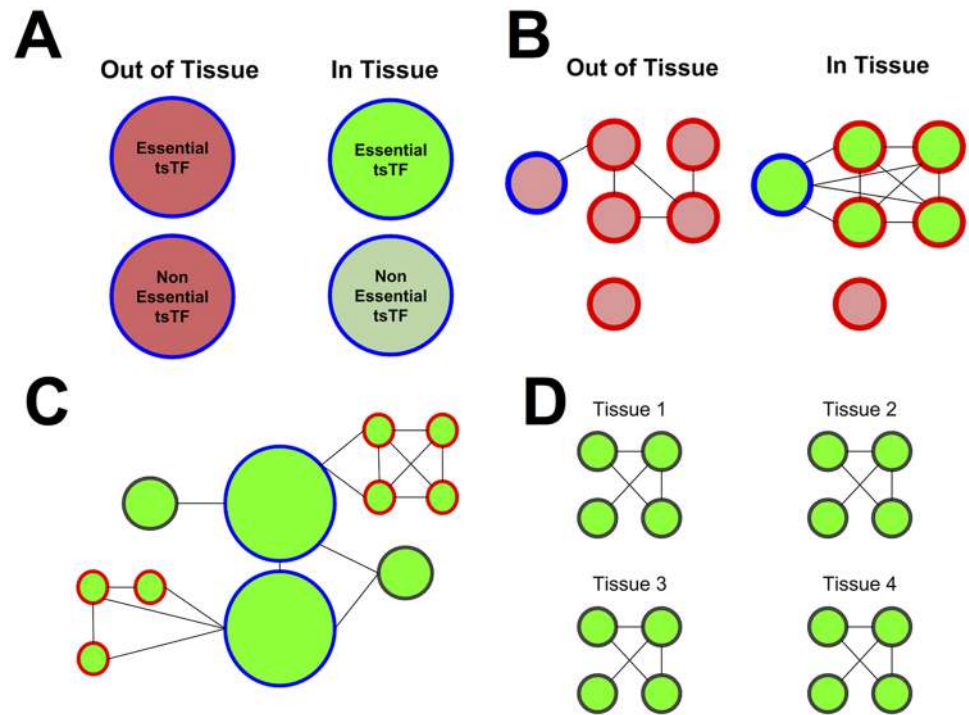 A
Out of Tissue
In Tissue
Essential
tsTF
Essential
tsTF
Non
Essential
tsTF
Non
Essential
tsTF
B
Out of Tissue
In Tissue
C
D
Tissue 1
Tissue 2
Tissue 3
Tissue 4